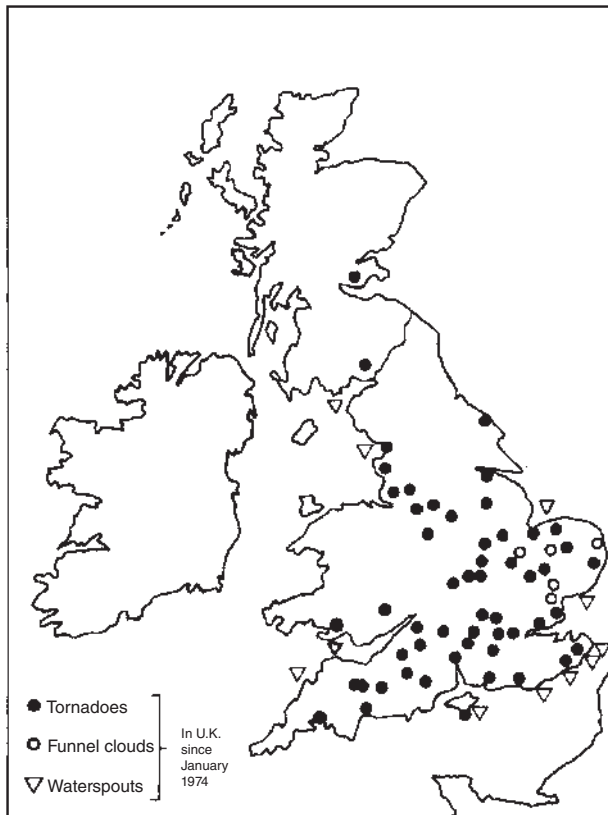 Tornadoes
Funnel clouds
Waterspouts
In U.K.
since
January
1974